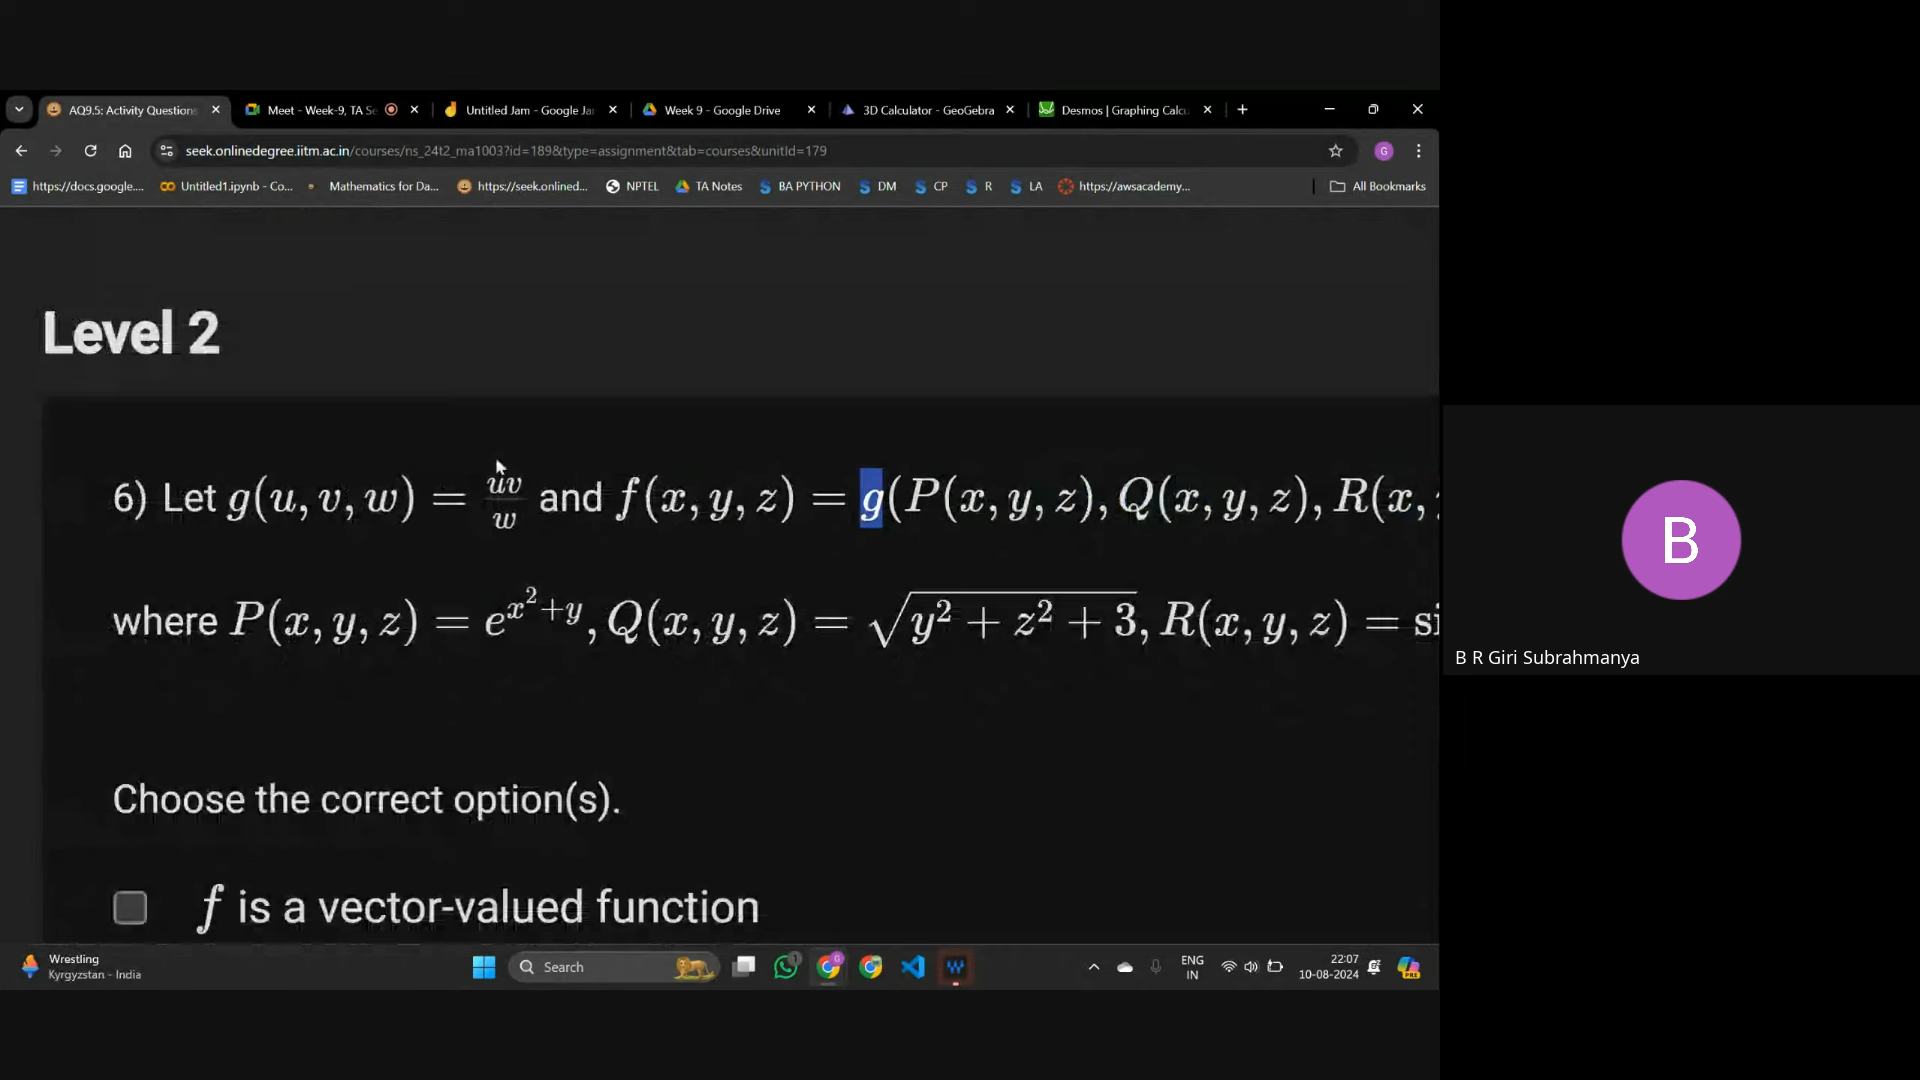 AQ9.5: Activity Questions
Meet - Week-9, TA Se
Untitled Jam - Google Ja
Week 9 - Google Drive
3D Calculator - GeoGebra
Desmos | Graphing Calcu
seek.onlinedegree.iitm.ac.in/courses/ns_24t2_ma1003?id=189&type=assignment&tab=courses&unitId=179
G
https://docs.google....
Untitled1.ipynb - Co...
Mathematics for Da...
https://seek.onlined...
NPTEL
TA Notes
BA PYTHON
DM
CP
R
LA
https://awsacademy...
All Bookmarks
Level 2
6) Let g(u, v, w) = uv/w and f(x, y, z) = g(P(x, y, z), Q(x, y, z), R(x,
where P(x, y, z) = e^{x^2+y}, Q(x, y, z) = √(y^2 + z^2 + 3), R(x, y, z) = si
Choose the correct option(s).
f is a vector-valued function
B
B R Giri Subrahmanya
Wrestling
Kyrgyzstan - India
Search
ENG
IN
22:07
10-08-2024
PRE